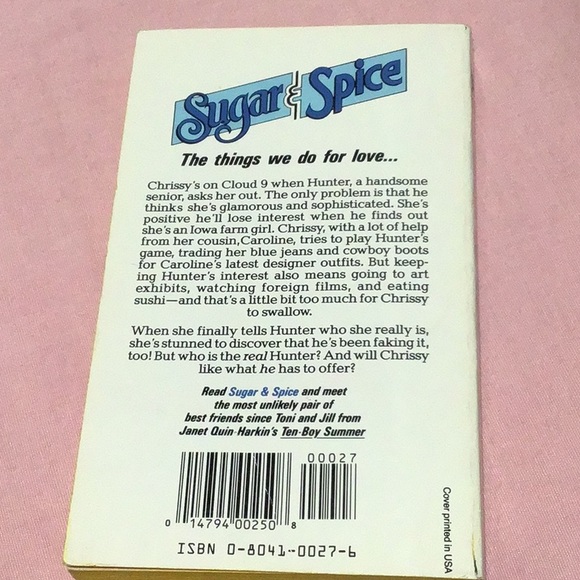 Sugar & Spice
The things we do for love...
Chrissy's on Cloud 9 when Hunter, a handsome
senior, asks her out. The only problem is that he
thinks she's glamorous and sophisticated. She's
positive he'll lose interest when he finds out
she's an Iowa farm girl. Chrissy, with a lot of help
from her cousin, Caroline, tries to play Hunter's
game, trading her blue jeans and cowboy boots
for Caroline's latest designer outfits. But keep-
ing Hunter's interest also means going to art
exhibits, watching foreign films, and eating
sushi—and that's a little bit too much for Chrissy
to swallow.
When she finally tells Hunter who she really is,
she's stunned to discover that he's been faking it,
too! But who is the real Hunter? And will Chrissy
like what he has to offer?
Read Sugar & Spice and meet
the most unlikely pair of
best friends since Toni and Jill from
Janet Quin-Harkin's Ten-Boy Summer
00027
0 14794 00250 8
ISBN 0-8041-0027-6
Cover printed in USA